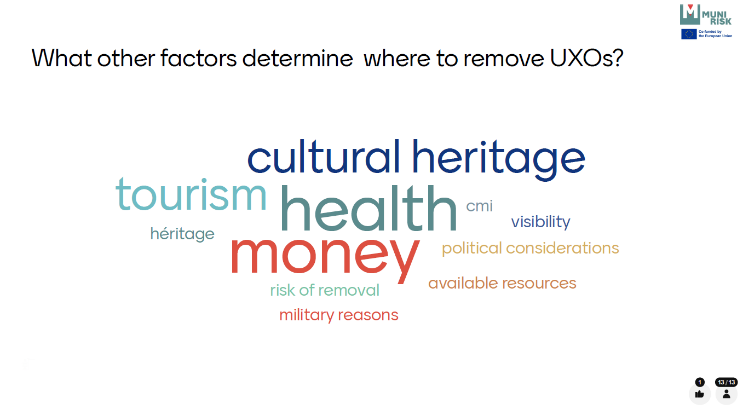 MUNI
RISK
Co-funded by
the European Union
What other factors determine  where to remove UXOs?
cultural heritage
tourism
health
cmi
visibility
héritage
money
political considerations
risk of removal
available resources
military reasons
1
13 / 13